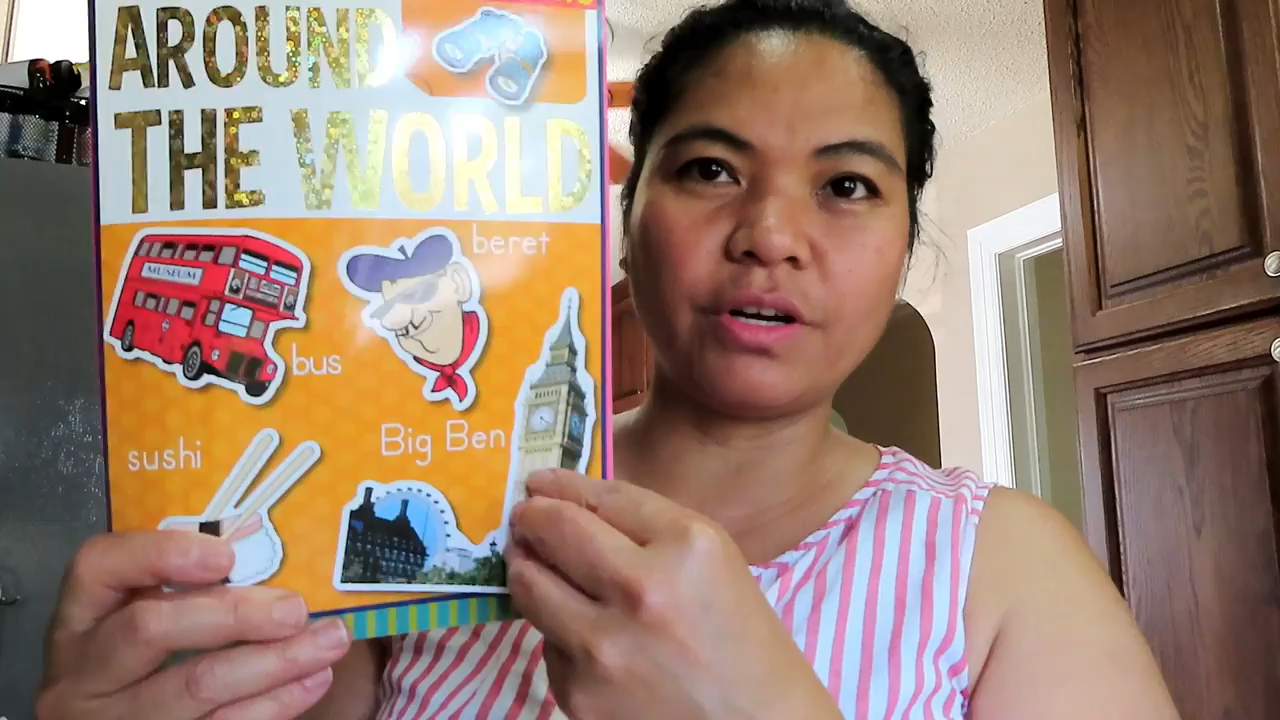 AROUND
THE WORLD
beret
MUSEUM
bus
Big Ben
sushi